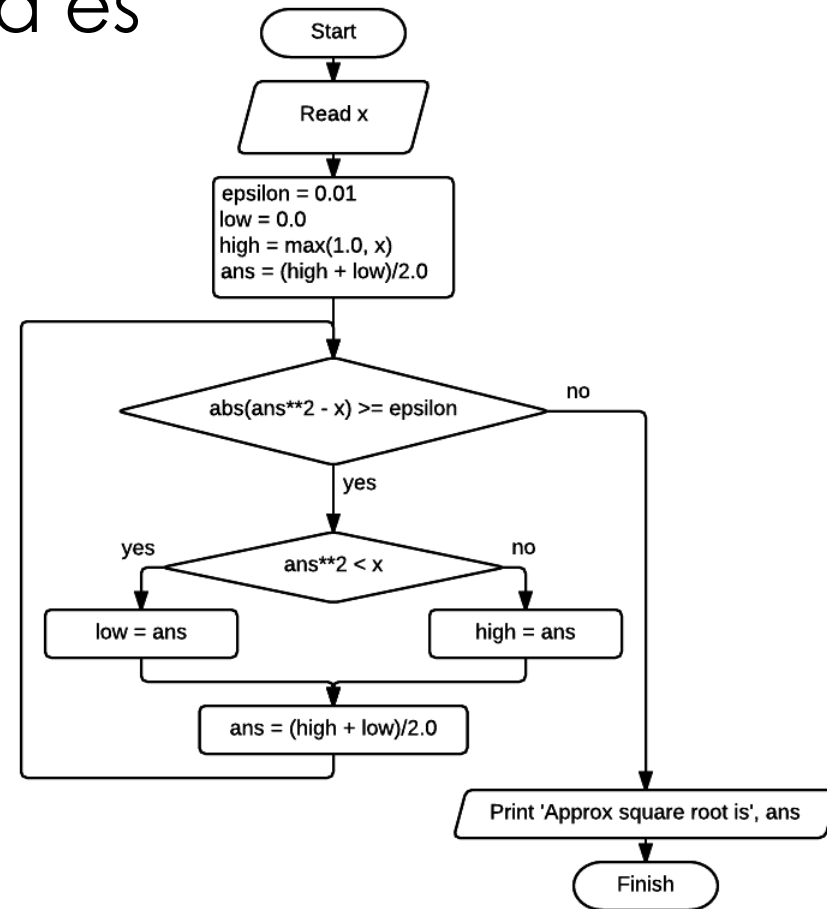 es
Start
Read x
epsilon = 0.01
low = 0.0
high = max(1.0, x)
ans = (high + low)/2.0
abs(ans**2 - x) >= epsilon
no
yes
ans**2 < x
yes
no
low = ans
high = ans
ans = (high + low)/2.0
Print 'Approx square root is', ans
Finish